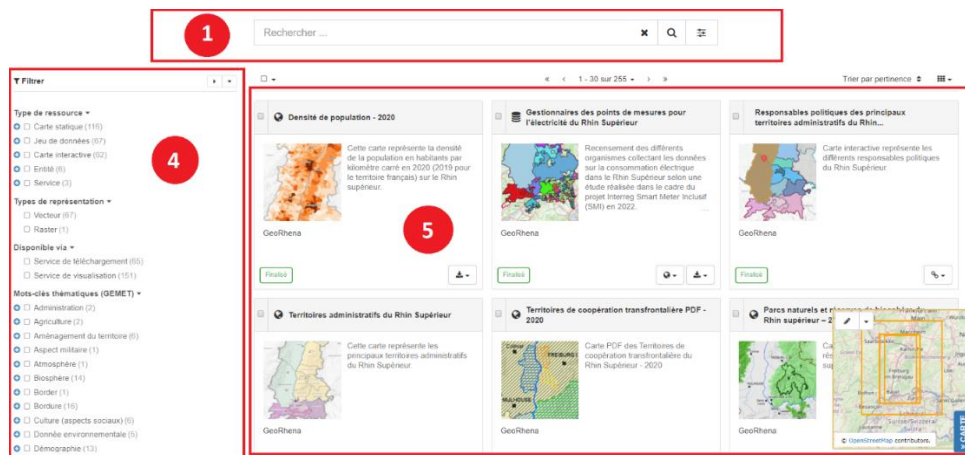 1
Rechercher ...
Filtrer
1 - 30 sur 255
Trier par pertinence
Type de ressource
Carte statique (116)
Jeu de données (67)
Carte interactive (62)
Entité (6)
Service (3)
Types de représentation
Vecteur (67)
Raster (1)
Disponible via
Service de téléchargement (65)
Service de visualisation (151)
Mots-clés thématiques (GEMET)
Administration (2)
Agriculture (2)
Aménagement du territoire (6)
Aspect militaire (1)
Atmosphère (1)
Biosphère (14)
Border (1)
Bordure (16)
Culture (aspects sociaux) (6)
Donnée environnementale (5)
Démographie (13)
4
5
Densité de population - 2020
Cette carte représente la densité
de la population en habitants par
kilomètre carré en 2020 (2019 pour
le territoire français) sur le Rhin
supérieur.
GeoRhena
Finalisé
Gestionnaires des points de mesures pour
l'électricité du Rhin Supérieur
Recensement des différents
organismes collectant les données
sur la consommation électrique
dans le Rhin Supérieur selon une
étude réalisée dans le cadre du
projet Interreg Smart Meter Inclusif
(SMI) en 2022.
...
GeoRhena
Finalisé
Responsables politiques des principaux
territoires administratifs du Rhin...
Carte interactive représente les
différents responsables politiques
du Rhin Supérieur
GeoRhena
Finalisé
Territoires administratifs du Rhin Supérieur
Cette carte représente les
principaux territoires administratifs
du Rhin Supérieur.
GeoRhena
Territoires de coopération transfrontalière PDF -
2020
Colmar
FREIBURG
MULHOUSE
Carte PDF des Territoires de
coopération transfrontalière du
Rhin Supérieur - 2020
GeoRhena
Parcs naturels et
Rhin supérieur – 2
GeoRhena
Freiburg
im Breisgau
© OpenStreetMap contributors.
CARTE